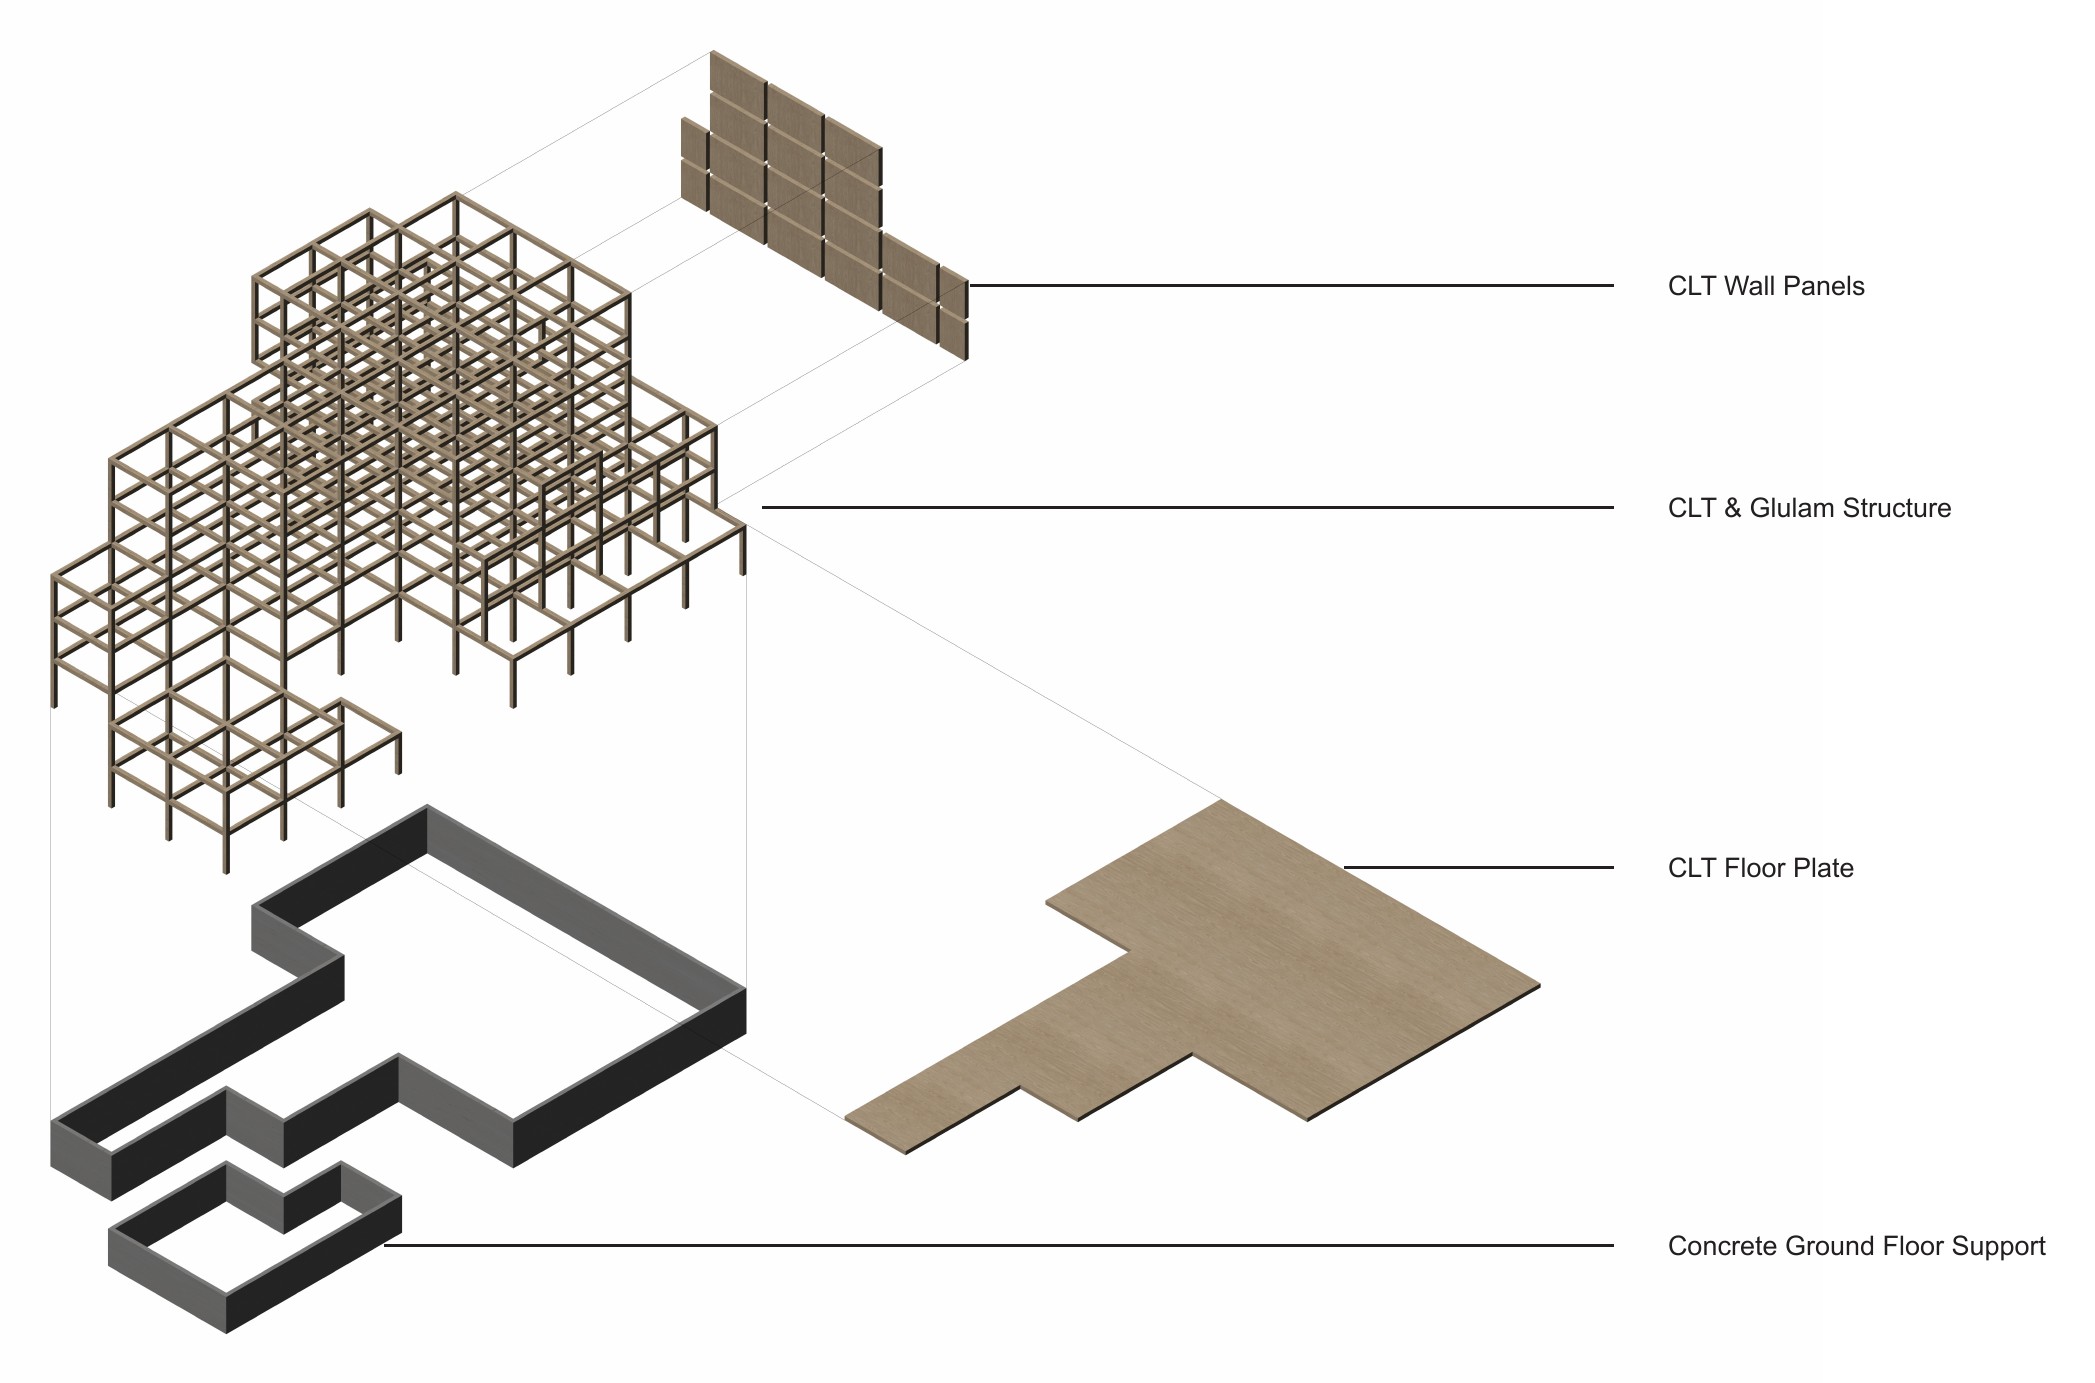 CLT Wall Panels
CLT & Glulam Structure
CLT Floor Plate
Concrete Ground Floor Support